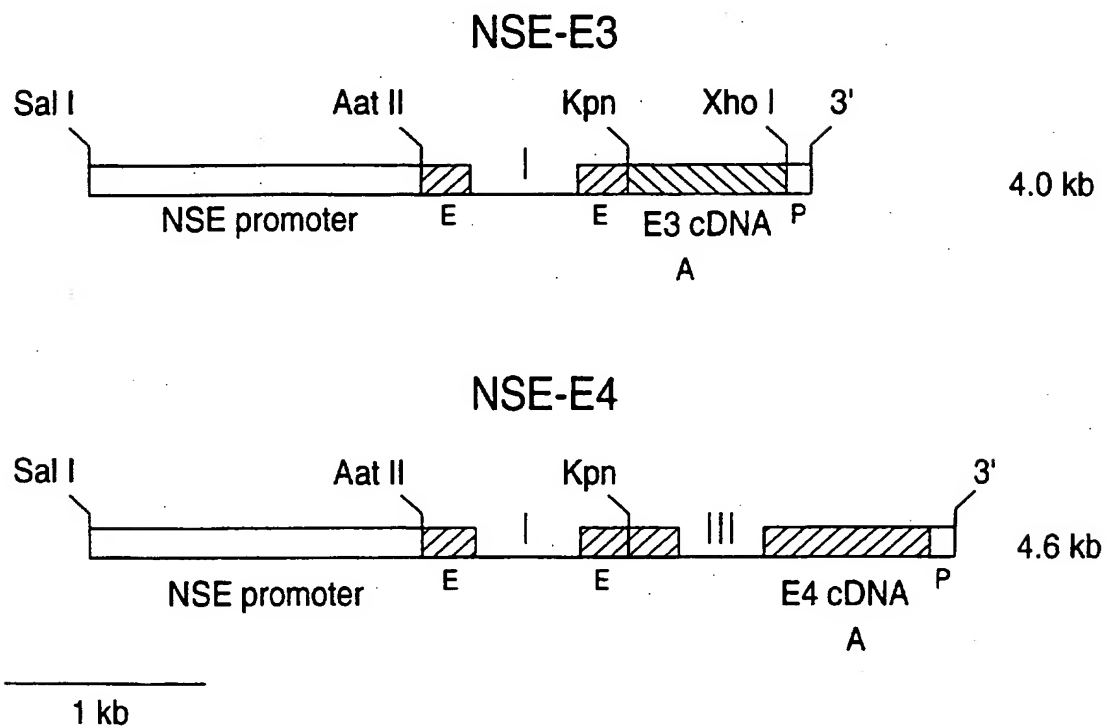 NSE-E3
Sal I Aat II Kpn Xho I 3'
I
4.0 kb
NSE promoter E E E3 cDNA P
A
NSE-E4
Sal I Aat II Kpn 3'
I III
4.6 kb
NSE promoter E E E4 cDNA P
A
1 kb